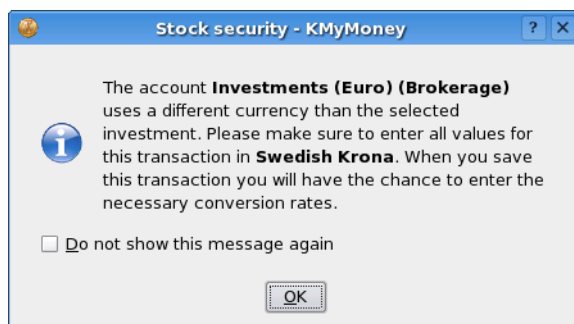 Stock security - KMyMoney
The account Investments (Euro) (Brokerage)
uses a different currency than the selected
investment. Please make sure to enter all values for
this transaction in Swedish Krona. When you save
this transaction you will have the chance to enter the
necessary conversion rates.
Do not show this message again
OK